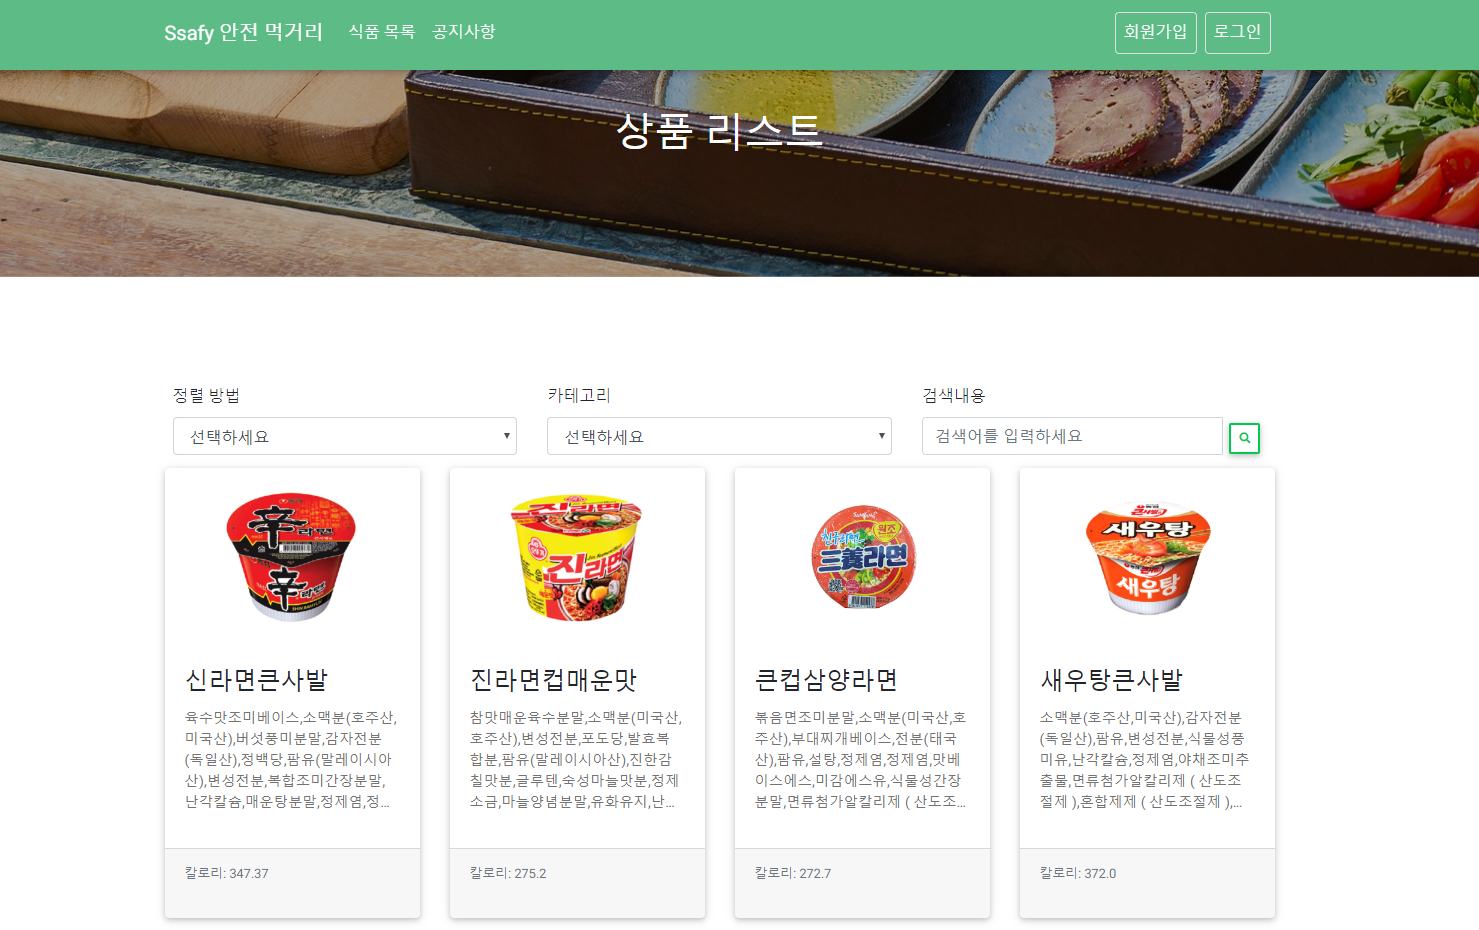 Ssafy 안전 먹거리
식품 목록
공지사항
회원가입
로그인
상품 리스트
정렬 방법
카테고리
검색내용
선택하세요
선택하세요
검색어를 입력하세요
辛라면
辛라면
진라면
진라면
三養라면
새우탕
새우탕
신라면큰사발
육수맛조미베이스,소맥분(호주산,
미국산),버섯풍미분말,감자전분
(독일산),정백당,팜유(말레이시아
산),변성전분,복합조미간장분말,
난각칼슘,매운탕분말,정제염,정...
칼로리: 347.37
진라면컵매운맛
참맛매운육수분말,소맥분(미국산,
호주산),변성전분,포도당,발효복
합분,팜유(말레이시아산),진한감
칠맛분,글루텐,숙성마늘맛분,정제
소금,마늘양념분말,유화유지,난...
칼로리: 275.2
큰컵삼양라면
볶음면조미분말,소맥분(미국산,호
주산),부대찌개베이스,전분(태국
산),팜유,설탕,정제염,정제염,맛베
이스에스,미감에스유,식물성간장
분말,면류첨가알칼리제 ( 산도조...
칼로리: 272.7
새우탕큰사발
소맥분(호주산,미국산),감자전분
(독일산),팜유,변성전분,식물성풍
미유,난각칼슘,정제염,야채조미추
출물,면류첨가알칼리제 ( 산도조
절제 ),혼합제제 ( 산도조절제 ),...
칼로리: 372.0